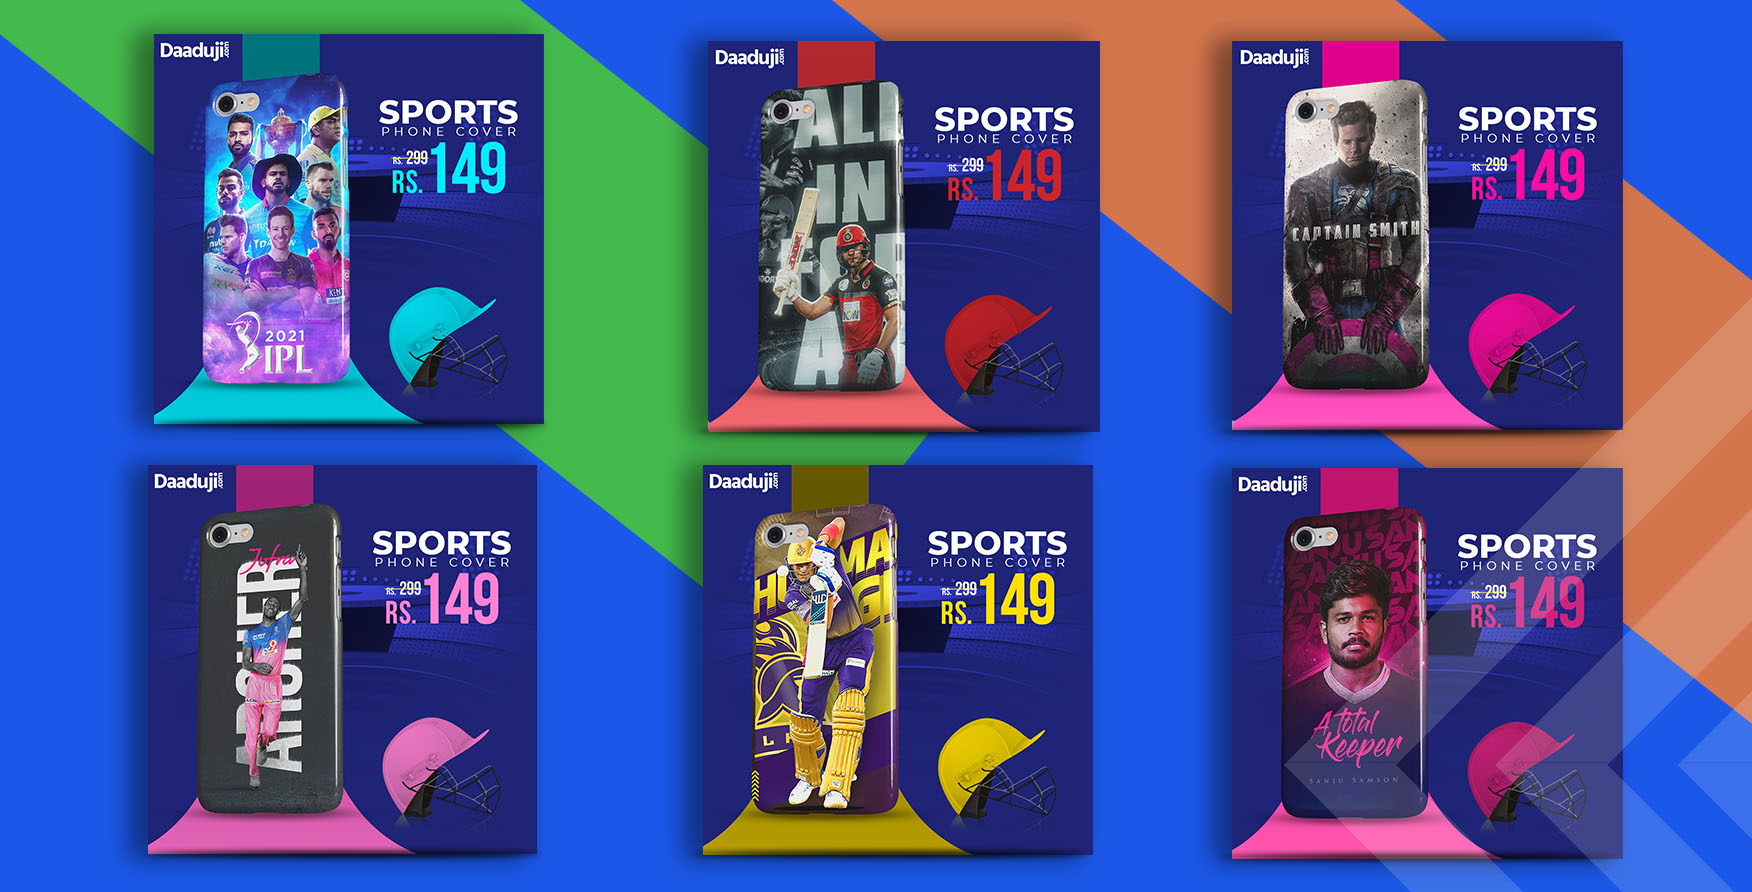 Daaduji.com
SPORTS
PHONE COVER
RS. 299
RS. 149
2021
IPL
Daaduji.com
SPORTS
PHONE COVER
RS. 299
RS. 149
ALL
IN
FOR
A
Daaduji.com
SPORTS
PHONE COVER
RS. 299
RS. 149
CAPTAIN SMITH
Daaduji.com
SPORTS
PHONE COVER
RS. 299
RS. 149
Jofra
ARCHER
Daaduji.com
SPORTS
PHONE COVER
RS. 299
RS. 149
Daaduji.com
SPORTS
PHONE COVER
RS. 299
RS. 149
SANJU
A Total
Keeper
SANJU SAMSON